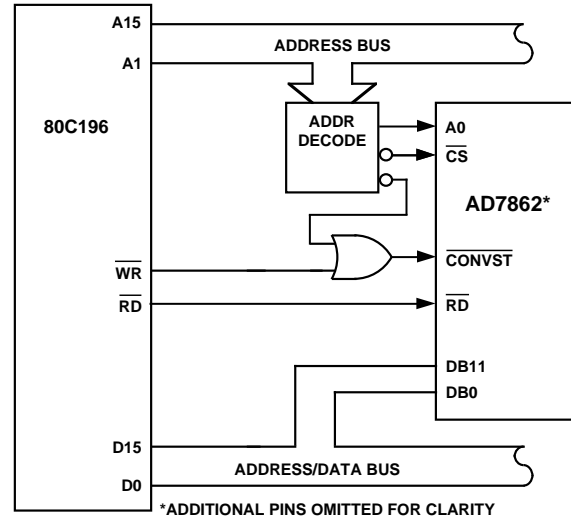 A15
ADDRESS BUS
A1
80C196
ADDR
DECODE
A0
CS
AD7862*
CONVST
WR
RD
RD
DB11
DB0
D15
ADDRESS/DATA BUS
D0
*ADDITIONAL PINS OMITTED FOR CLARITY